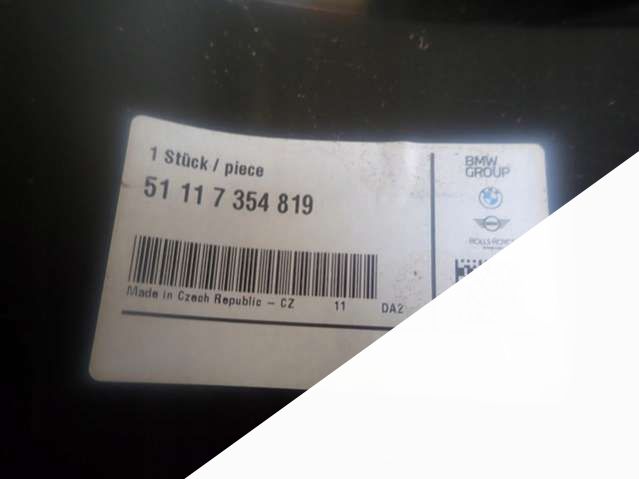 1 Stück / piece
51 11 7 354 819
Made in Czech Republic – CZ 11 DA2
BMW
GROUP